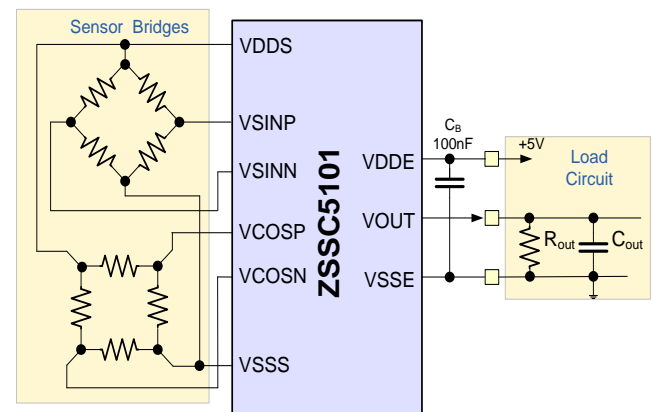 Sensor Bridges
VDDS
VSINP
VSINN
VCOSP
VCOSN
VSSS
ZSSC5101
VDDE
VOUT
VSSE
CB
100nF
+5V
Load
Circuit
Rout
Cout